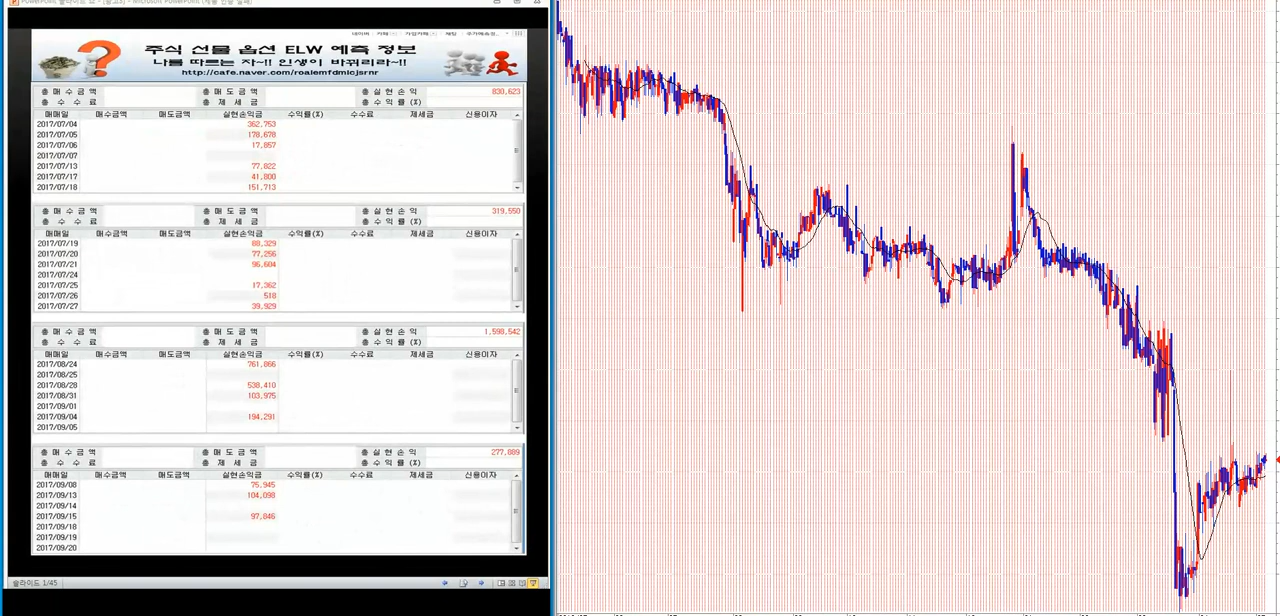 주식 선물 옵션 ELW 예측 정보
나를 따르는 자~!! 인생이 바뀌리라~!!
http://cafe.naver.com/roalemfdmlcjsrnr
총 매 수 금 액 총 매 도 금 액 총 실 현 손 익 830,623
총 수 수 료 총 제 세 금 총 수 익 률 (%)
매매일 매수금액 매도금액 실현손익금 수익률(%) 수수료 제세금 신용이자
2017/07/04 362,753
2017/07/05 178,678
2017/07/06 17,857
2017/07/07
2017/07/13 77,822
2017/07/17 41,800
2017/07/18 151,713
총 매 수 금 액 총 매 도 금 액 총 실 현 손 익 319,550
총 수 수 료 총 제 세 금 총 수 익 률 (%)
매매일 매수금액 매도금액 실현손익금 수익률(%) 수수료 제세금 신용이자
2017/07/19 88,329
2017/07/20 77,256
2017/07/21 96,604
2017/07/24
2017/07/25 17,362
2017/07/26 518
2017/07/27 39,929
총 매 수 금 액 총 매 도 금 액 총 실 현 손 익 1,598,542
총 수 수 료 총 제 세 금 총 수 익 률 (%)
매매일 매수금액 매도금액 실현손익금 수익률(%) 수수료 제세금 신용이자
2017/08/24 761,866
2017/08/25
2017/08/28 538,410
2017/08/31 103,975
2017/09/01
2017/09/04 194,291
2017/09/05
총 매 수 금 액 총 매 도 금 액 총 실 현 손 익 277,889
총 수 수 료 총 제 세 금 총 수 익 률 (%)
매매일 매수금액 매도금액 실현손익금 수익률(%) 수수료 제세금 신용이자
2017/09/08 75,945
2017/09/13 104,098
2017/09/14
2017/09/15 97,846
2017/09/18
2017/09/19
2017/09/20
슬라이드 1/45